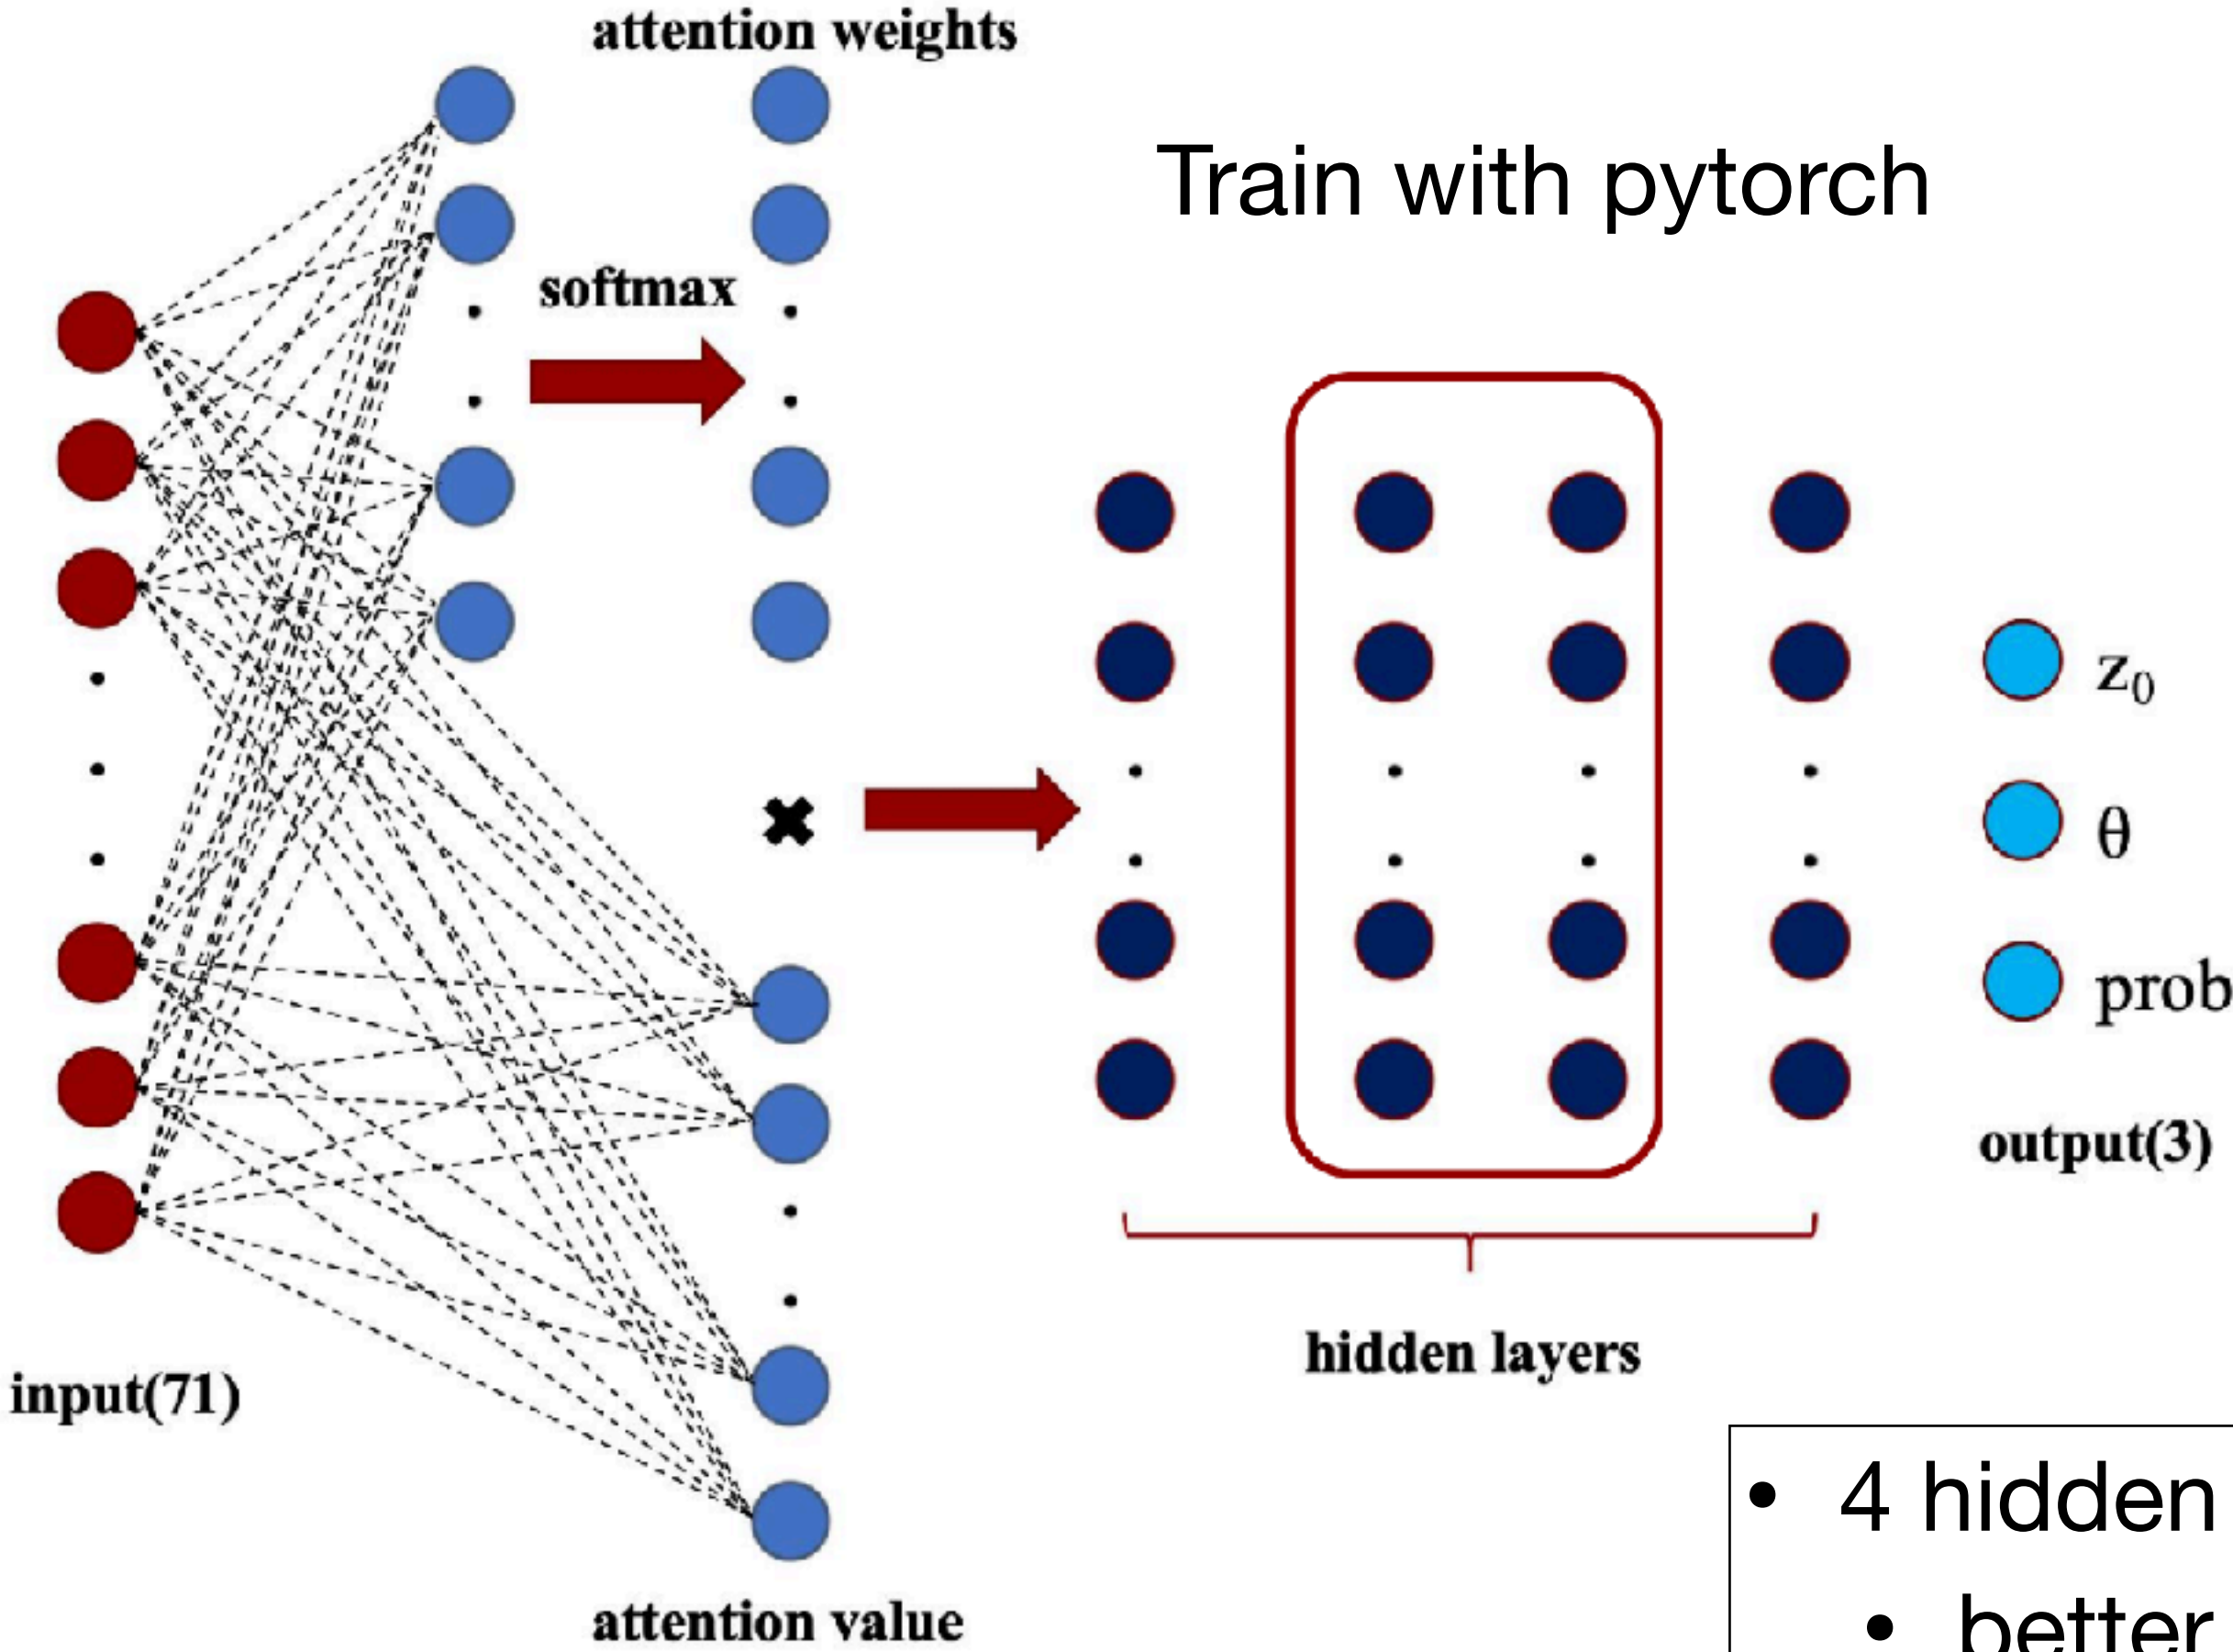 attention weights
Train with pytorch
softmax
z₀
θ
prob
output(3)
hidden layers
input(71)
• 4 hidden
• better
attention value